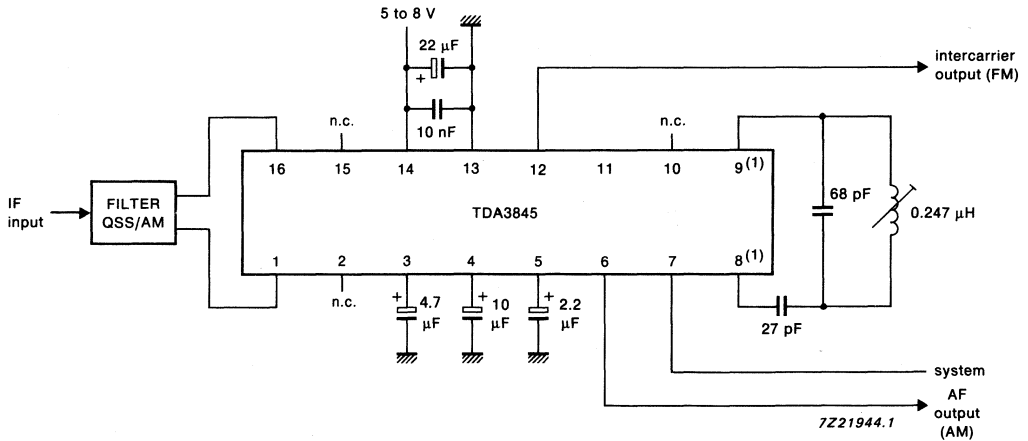 5 to 8 V
22 μF
+
10 nF
intercarrier
output (FM)
n.c.
n.c.
16
15
14
13
12
11
10
9(1)
IF
input
FILTER
QSS/AM
TDA3845
68 pF
0.247 μH
1
2
3
4
5
6
7
8(1)
n.c.
+ 4.7
μF
+ 10
μF
+ 2.2
μF
27 pF
system
AF
output
(AM)
7Z21944.1